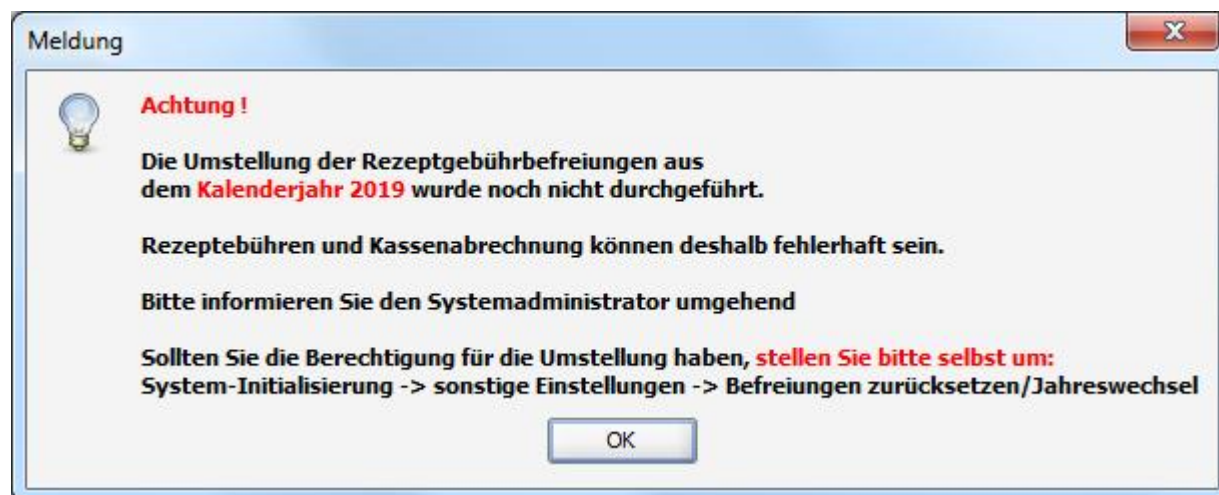 Meldung
Achtung !
Die Umstellung der Rezeptgebührbefreiungen aus
dem Kalenderjahr 2019 wurde noch nicht durchgeführt.
Rezeptebühren und Kassenabrechnung können deshalb fehlerhaft sein.
Bitte informieren Sie den Systemadministrator umgehend
Sollten Sie die Berechtigung für die Umstellung haben, stellen Sie bitte selbst um:
System-Initialisierung -> sonstige Einstellungen -> Befreiungen zurücksetzen/Jahreswechsel
OK